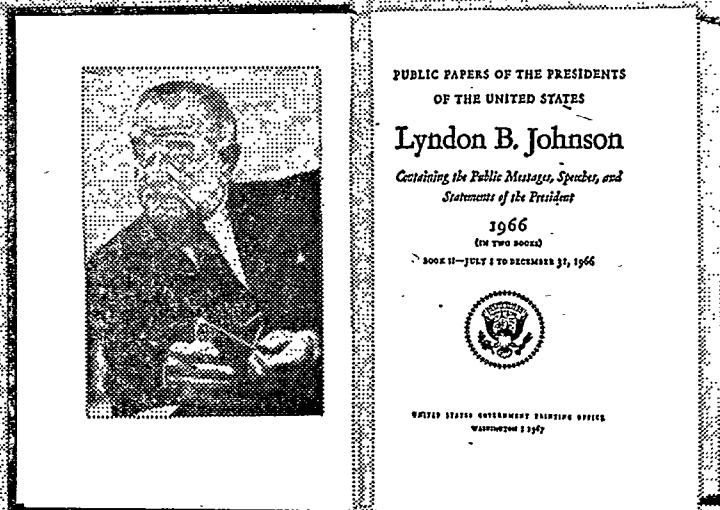 PUBLIC PAPERS OF THE PRESIDENTS
OF THE UNITED STATES
Lyndon B. Johnson
Containing the Public Messages, Speeches, and
Statements of the President
1966
(IN TWO BOOKS)
BOOK II—JULY 1 TO DECEMBER 31, 1966
UNITED STATES GOVERNMENT PRINTING OFFICE
WASHINGTON : 1967